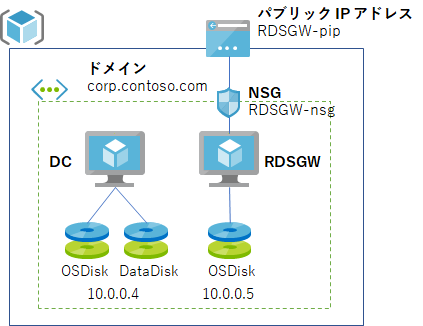 パブリック IP アドレス
RDSGW-pip
ドメイン
corp.contoso.com
NSG
RDSGW-nsg
DC
RDSGW
OSDisk
DataDisk
OSDisk
10.0.0.4
10.0.0.5